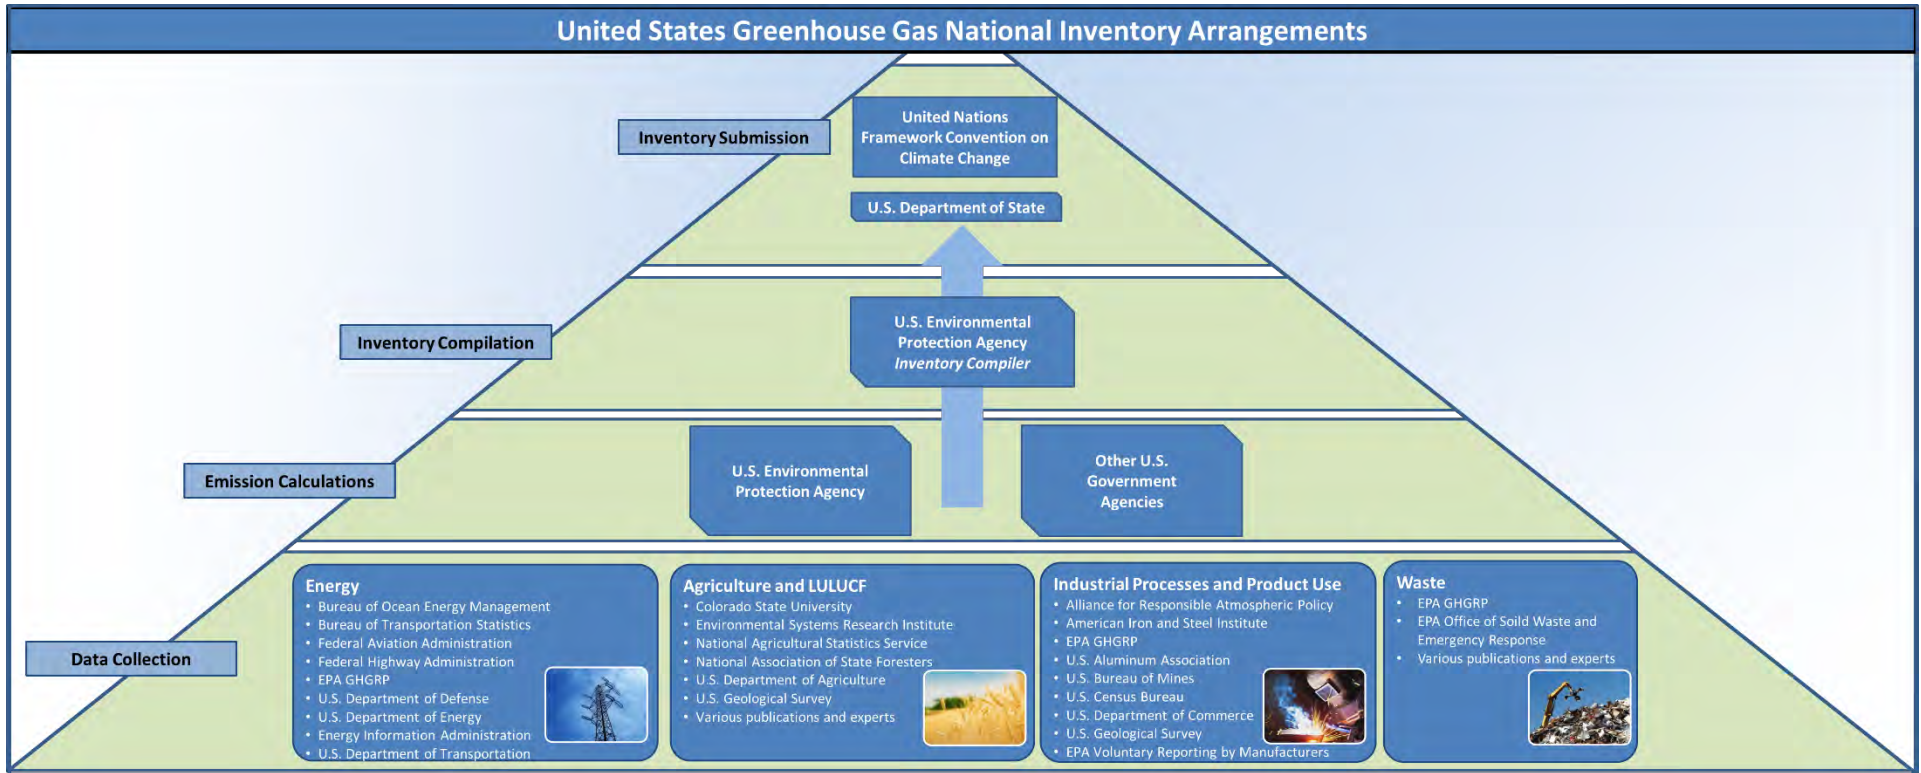 United States Greenhouse Gas National Inventory Arrangements
Inventory Submission
United Nations
Framework Convention on
Climate Change
U.S. Department of State
Inventory Compilation
U.S. Environmental
Protection Agency
Inventory Compiler
Emission Calculations
U.S. Environmental
Protection Agency
Other U.S.
Government
Agencies
Data Collection
Energy
• Bureau of Ocean Energy Management
• Bureau of Transportation Statistics
• Federal Aviation Administration
• Federal Highway Administration
• EPA GHGRP
• U.S. Department of Defense
• U.S. Department of Energy
• Energy Information Administration
• U.S. Department of Transportation
Agriculture and LULUCF
• Colorado State University
• Environmental Systems Research Institute
• National Agricultural Statistics Service
• National Association of State Foresters
• U.S. Department of Agriculture
• U.S. Geological Survey
• Various publications and experts
Industrial Processes and Product Use
• Alliance for Responsible Atmospheric Policy
• American Iron and Steel Institute
• EPA GHGRP
• U.S. Aluminum Association
• U.S. Bureau of Mines
• U.S. Census Bureau
• U.S. Department of Commerce
• U.S. Geological Survey
• EPA Voluntary Reporting by Manufacturers
Waste
• EPA GHGRP
• EPA Office of Soild Waste and
Emergency Response
• Various publications and experts